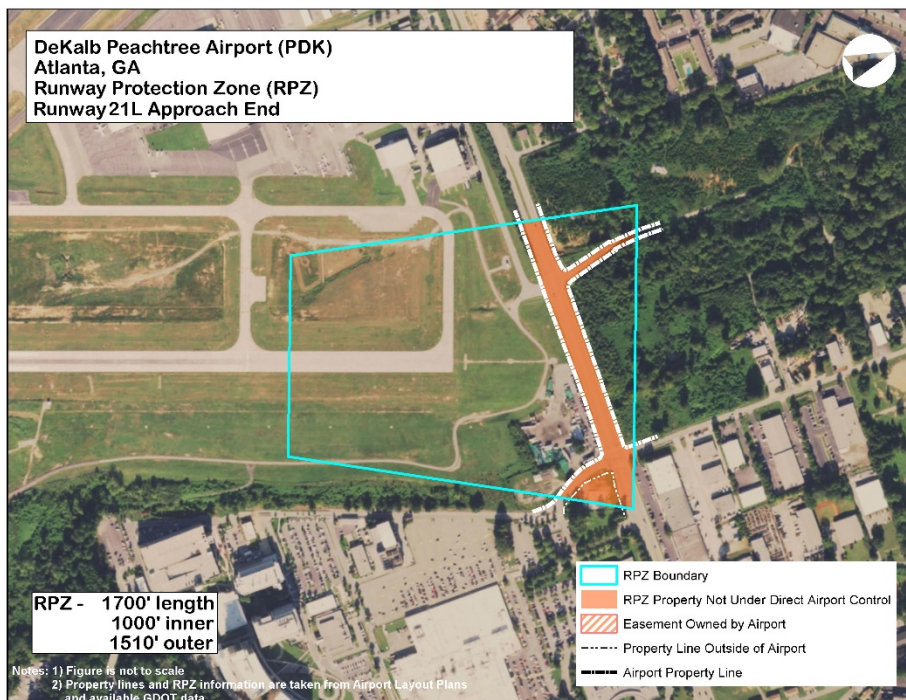 DeKalb Peachtree Airport (PDK)
Atlanta, GA
Runway Protection Zone (RPZ)
Runway 21L Approach End
RPZ - 1700' length
1000' inner
1510' outer
RPZ Boundary
RPZ Property Not Under Direct Airport Control
Easement Owned by Airport
Property Line Outside of Airport
Airport Property Line
Notes: 1) Figure is not to scale
2) Property lines and RPZ information are taken from Airport Layout Plans
and available GDOT data